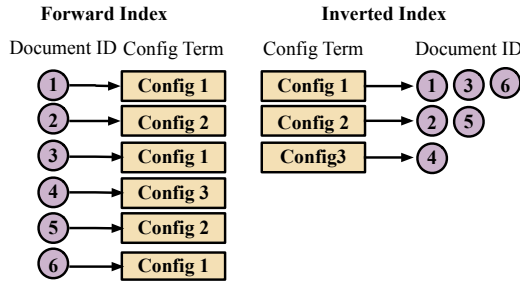 Forward Index
Inverted Index
Document ID Config Term
Config Term Document ID
1 Config 1
2 Config 2
3 Config 1
4 Config 3
5 Config 2
6 Config 1
Config 1 1 3 6
Config 2 2 5
Config3 4